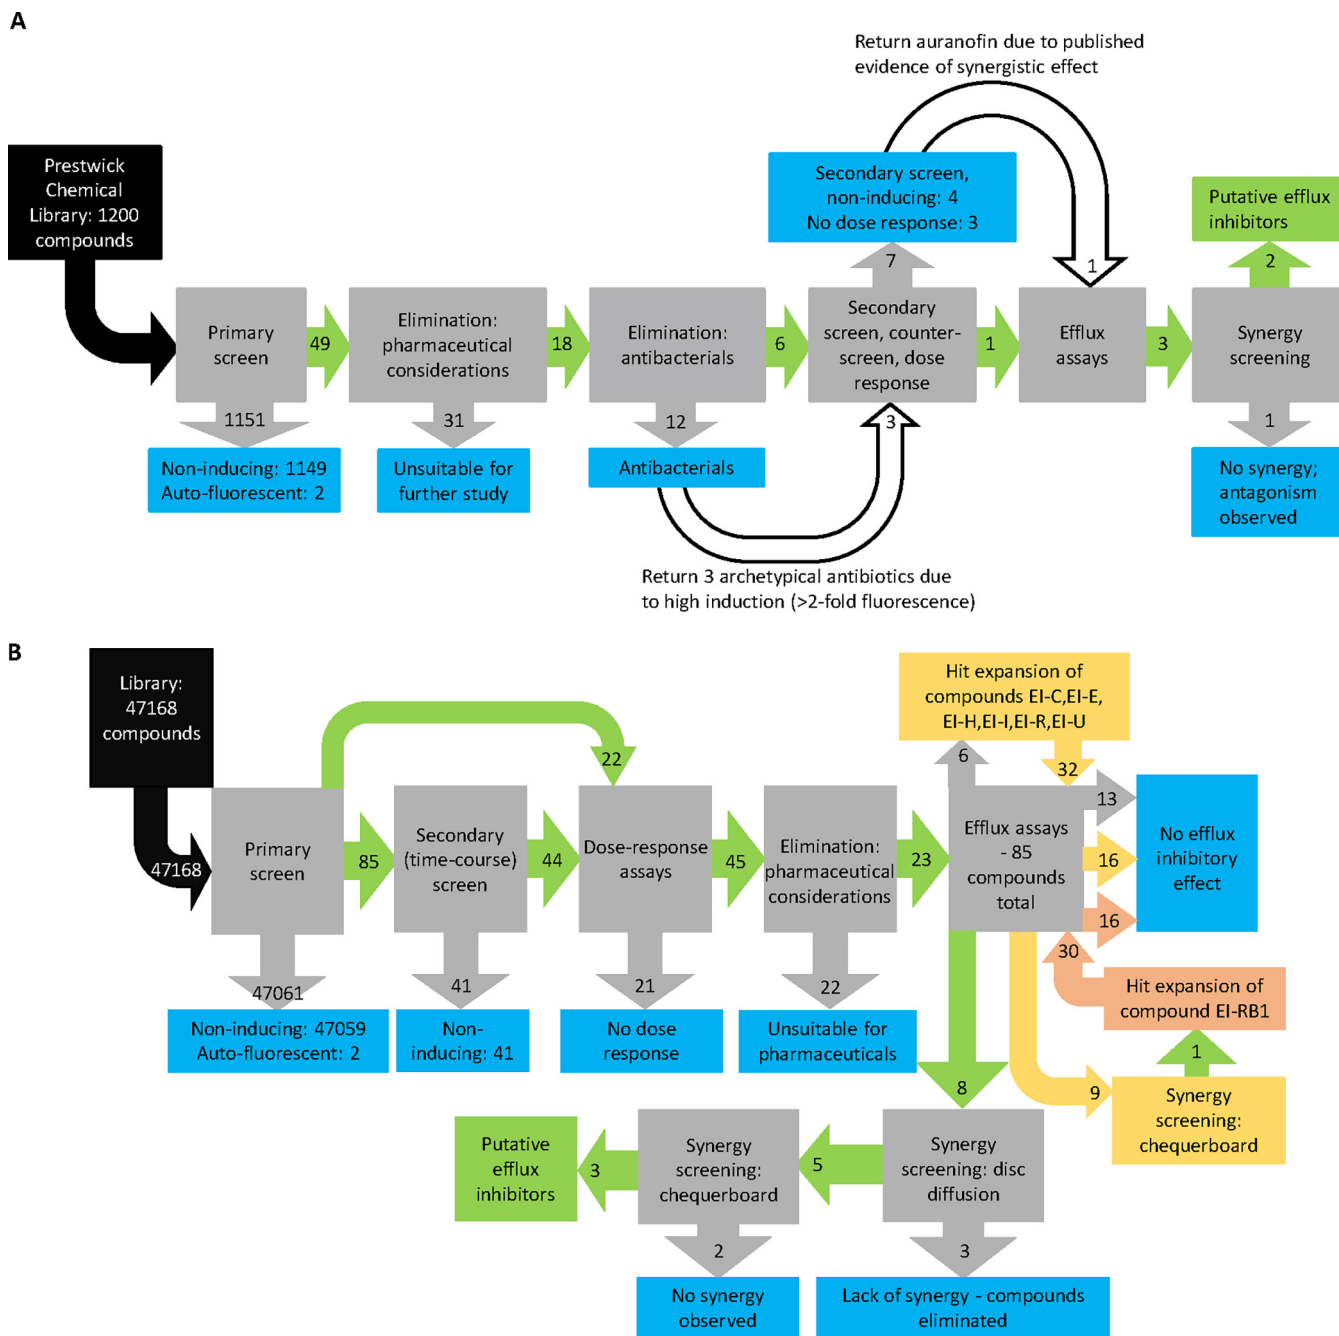 A
Return auranofin due to published
evidence of synergistic effect
Prestwick
Chemical
Library: 1200
compounds
Secondary screen,
non-inducing: 4
No dose response: 3
Putative efflux
inhibitors
7
1
2
Primary
screen
49
Elimination:
pharmaceutical
considerations
18
Elimination:
antibacterials
6
Secondary
screen, counter-
screen, dose
response
1
Efflux
assays
3
Synergy
screening
1151
31
12
3
1
Non-inducing: 1149
Auto-fluorescent: 2
Unsuitable for
further study
Antibacterials
No synergy;
antagonism
observed
Return 3 archetypical antibiotics due
to high induction (>2-fold fluorescence)
B
Library:
47168
compounds
Hit expansion of
compounds EI-C,EI-E,
EI-H,EI-I,EI-R,EI-U
22
6
32
47168
Primary
screen
85
Secondary
(time-course)
screen
44
Dose-response
assays
45
Elimination:
pharmaceutical
considerations
23
Efflux assays
- 85
compounds
total
13
16
16
No efflux
inhibitory
effect
30
47061
41
21
22
Hit expansion of
compound EI-RB1
Non-inducing: 47059
Auto-fluorescent: 2
Non-
inducing: 41
No dose
response
Unsuitable for
pharmaceuticals
1
8
9
Synergy
screening:
chequerboard
Putative
efflux
inhibitors
3
Synergy
screening:
chequerboard
5
Synergy
screening: disc
diffusion
2
3
No synergy
observed
Lack of synergy - compounds
eliminated